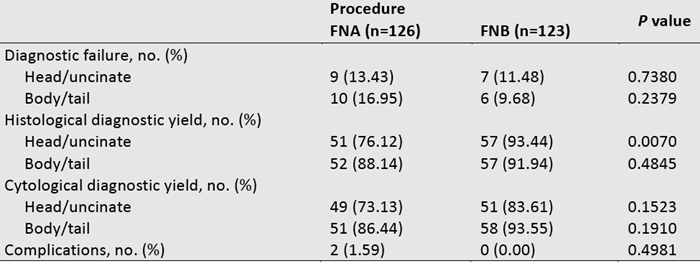 Procedure
FNA (n=126) FNB (n=123) P value
Diagnostic failure, no. (%)
Head/uncinate 9 (13.43) 7 (11.48) 0.7380
Body/tail 10 (16.95) 6 (9.68) 0.2379
Histological diagnostic yield, no. (%)
Head/uncinate 51 (76.12) 57 (93.44) 0.0070
Body/tail 52 (88.14) 57 (91.94) 0.4845
Cytological diagnostic yield, no. (%)
Head/uncinate 49 (73.13) 51 (83.61) 0.1523
Body/tail 51 (86.44) 58 (93.55) 0.1910
Complications, no. (%) 2 (1.59) 0 (0.00) 0.4981